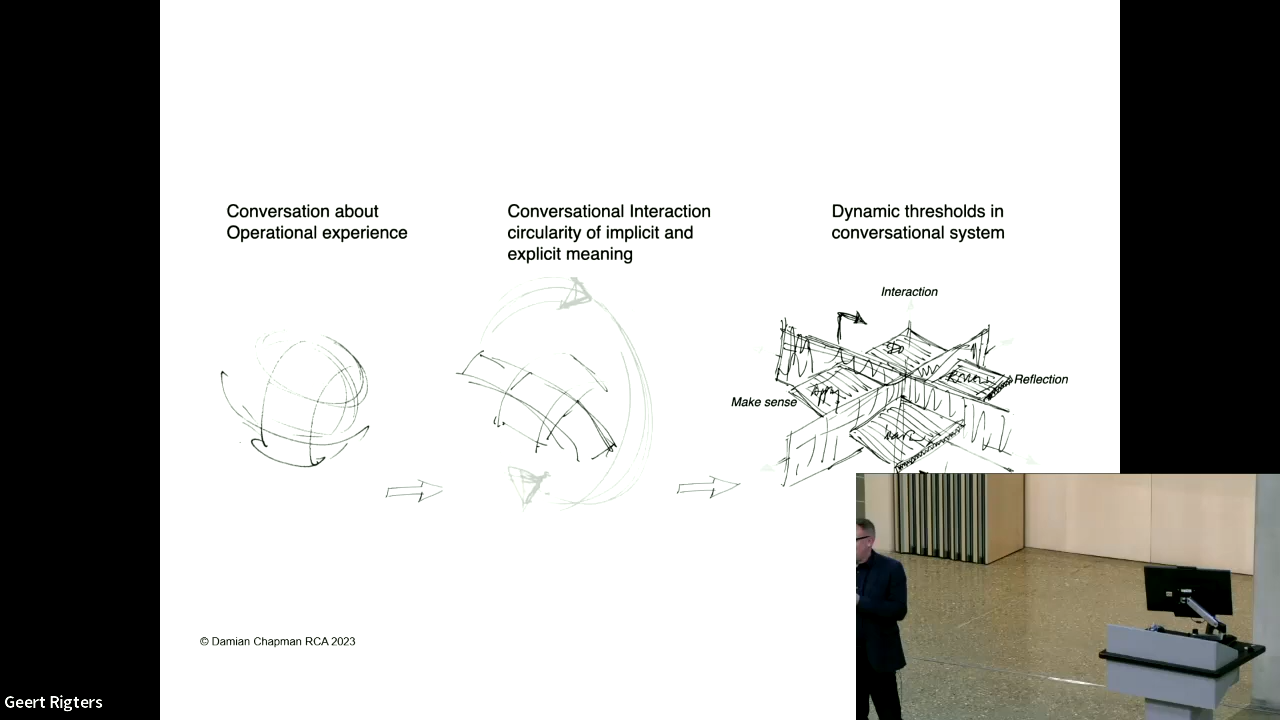 Conversation about
Operational experience
Conversational Interaction
circularity of implicit and
explicit meaning
Dynamic thresholds in
conversational system
Interaction
Do
Reflection
Make sense
© Damian Chapman RCA 2023
Geert Rigters